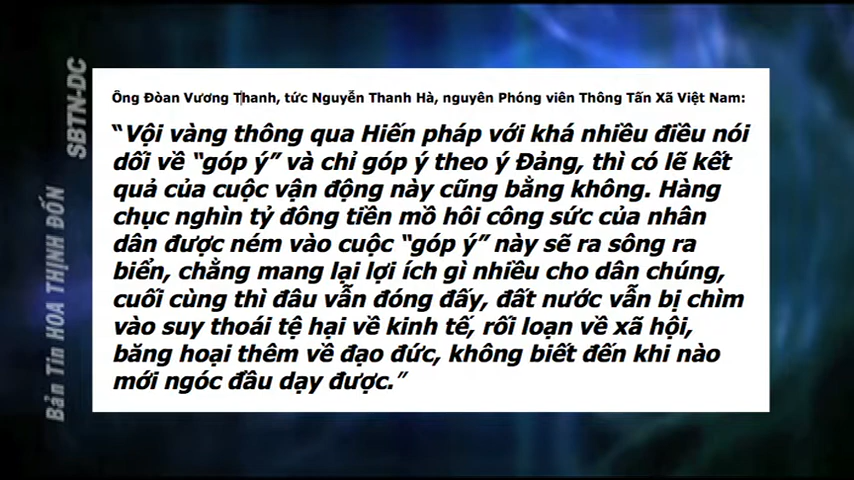 SBTN-DC
Bản Tin HOA THỊNH ĐỐN
Ông Đoàn Vương Thanh, tức Nguyễn Thanh Hà, nguyên Phóng viên Thông Tấn Xã Việt Nam:
“Vội vàng thông qua Hiến pháp với khá nhiều điều nói
dối về “góp ý” và chỉ góp ý theo ý Đảng, thì có lẽ kết
quả của cuộc vận động này cũng bằng không. Hàng
chục nghìn tỷ đông tiền mồ hôi công sức của nhân
dân được ném vào cuộc “góp ý” này sẽ ra sông ra
biển, chẳng mang lại lợi ích gì nhiều cho dân chúng,
cuối cùng thì đâu vẫn đóng đấy, đất nước vẫn bị chìm
vào suy thoái tệ hại về kinh tế, rối loạn về xã hội,
băng hoại thêm về đạo đức, không biết đến khi nào
mới ngóc đầu dạy được.”